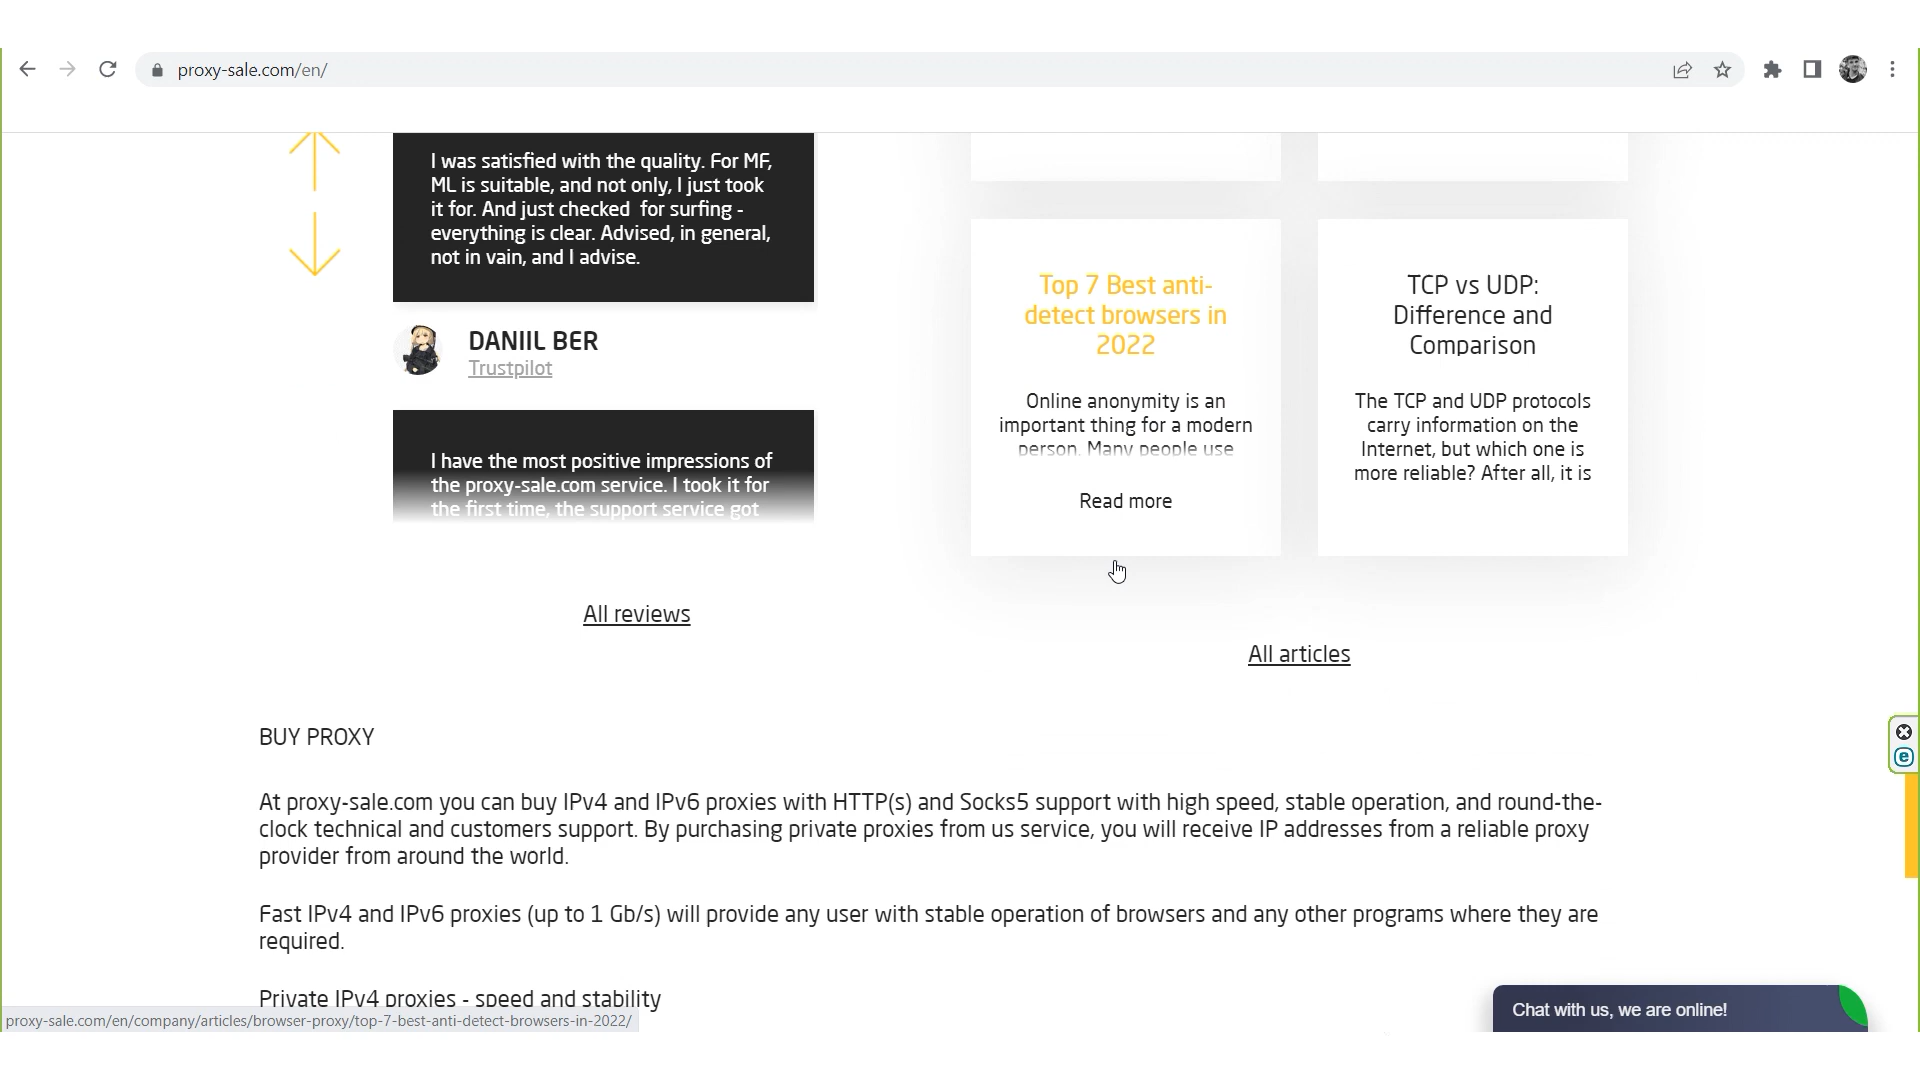 proxy-sale.com/en/
I was satisfied with the quality. For MF,
ML is suitable, and not only, I just took
it for. And just checked  for surfing -
everything is clear. Advised, in general,
not in vain, and I advise.
DANIIL BER
Trustpilot
I have the most positive impressions of
the proxy-sale.com service. I took it for
the first time, the support service got
All reviews
Top 7 Best anti-
detect browsers in
2022
Online anonymity is an
important thing for a modern
person. Many people use
Read more
TCP vs UDP:
Difference and
Comparison
The TCP and UDP protocols
carry information on the
Internet, but which one is
more reliable? After all, it is
All articles
BUY PROXY
At proxy-sale.com you can buy IPv4 and IPv6 proxies with HTTP(s) and Socks5 support with high speed, stable operation, and round-the-
clock technical and customers support. By purchasing private proxies from us service, you will receive IP addresses from a reliable proxy
provider from around the world.
Fast IPv4 and IPv6 proxies (up to 1 Gb/s) will provide any user with stable operation of browsers and any other programs where they are
required.
Private IPv4 proxies - speed and stability
proxy-sale.com/en/company/articles/browser-proxy/top-7-best-anti-detect-browsers-in-2022/
Chat with us, we are online!